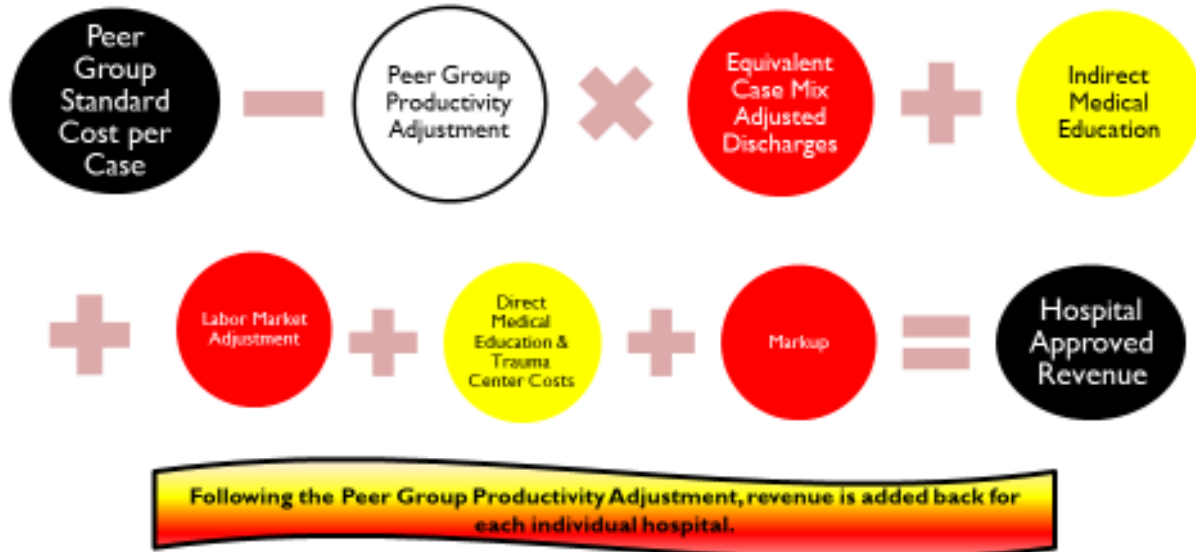 Peer
Group
Standard
Cost per
Case
Peer Group
Productivity
Adjustment
Equivalent
Case Mix
Adjusted
Discharges
Indirect
Medical
Education
Labor Market
Adjustment
Direct
Medical
Education &
Trauma
Center Costs
Markup
Hospital
Approved
Revenue
Following the Peer Group Productivity Adjustment, revenue is added back for
each individual hospital.